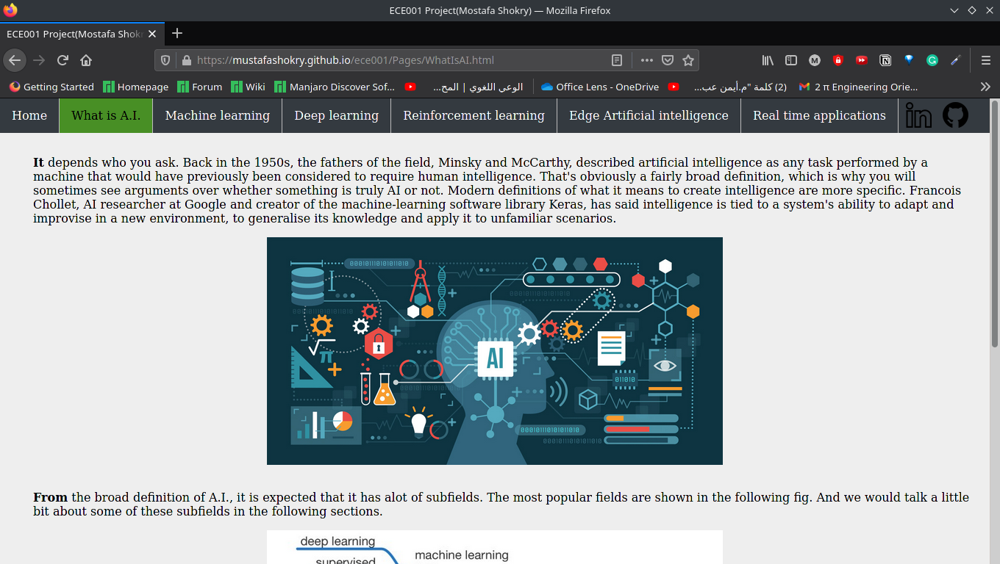 ECE001 Project(Mostafa Shokry) — Mozilla Firefox
ECE001 Project(Mostafa Shok
https://mustafashokry.github.io/ece001/Pages/WhatIsAI.html
Getting Started Homepage Forum Wiki Manjaro Discover Sof... الوعي اللغوي | المح... Office Lens - OneDrive (2) كلمة "م.أيمن عب... 2 π Engineering Orie...
Home What is A.I. Machine learning Deep learning Reinforcement learning Edge Artificial intelligence Real time applications in
It depends who you ask. Back in the 1950s, the fathers of the field, Minsky and McCarthy, described artificial intelligence as any task performed by a
machine that would have previously been considered to require human intelligence. That's obviously a fairly broad definition, which is why you will
sometimes see arguments over whether something is truly AI or not. Modern definitions of what it means to create intelligence are more specific. Francois
Chollet, AI researcher at Google and creator of the machine-learning software library Keras, has said intelligence is tied to a system's ability to adapt and
improvise in a new environment, to generalise its knowledge and apply it to unfamiliar scenarios.
π
AI
011010
From the broad definition of A.I., it is expected that it has alot of subfields. The most popular fields are shown in the following fig. And we would talk a little
bit about some of these subfields in the following sections.
deep learning
machine learning
supervised